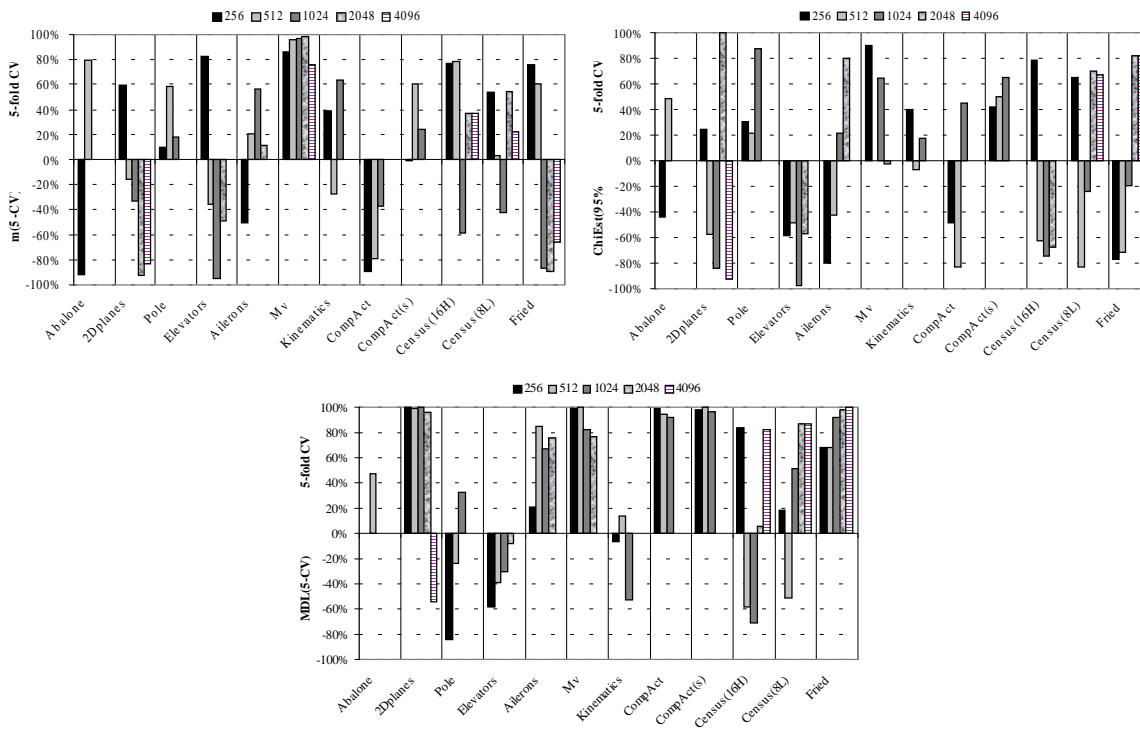 256 512 1024 2048 4096
100%
80%
60%
40%
20%
0%
-20%
-40%
-60%
-80%
-100%
5-fold CV
m(5-CV)
Abalone
2Dplanes
Pole
Elevators
Ailerons
Mv
Kinematics
CompAct
CompAct(s)
Census(16H)
Census(8L)
Fried
256 512 1024 2048 4096
100%
80%
60%
40%
20%
0%
-20%
-40%
-60%
-80%
-100%
5-fold CV
ChiEst(95%
Abalone
2Dplanes
Pole
Elevators
Ailerons
Mv
Kinematics
CompAct
CompAct(s)
Census(16H)
Census(8L)
Fried
256 512 1024 2048 4096
100%
80%
60%
40%
20%
0%
-20%
-40%
-60%
-80%
-100%
5-fold CV
MDL(5-CV)
Abalone
2Dplanes
Pole
Elevators
Ailerons
Mv
Kinematics
CompAct
CompAct(s)
Census(16H)
Census(8L)
Fried